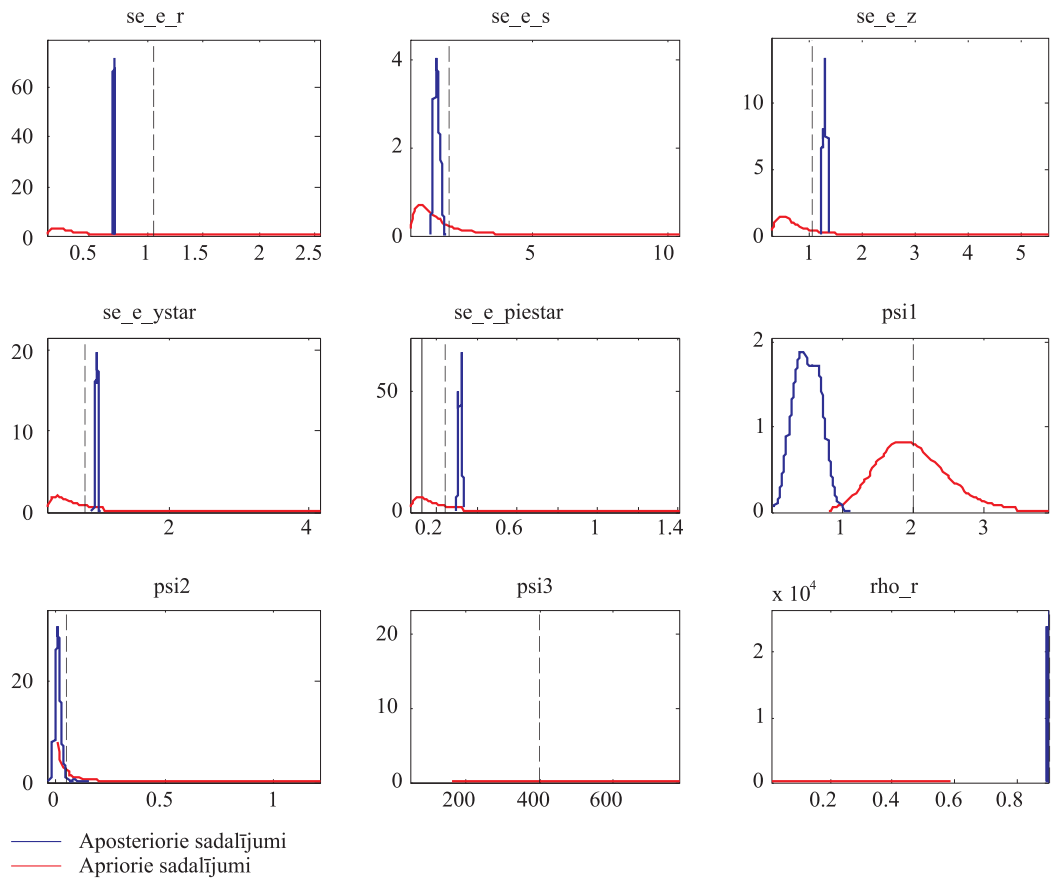 se_e_r
se_e_s
se_e_z
60
40
20
0
0.5 1 1.5 2 2.5
4
2
0
5 10
10
5
0
1 2 3 4 5
se_e_ystar
se_e_piestar
psi1
20
10
0
2 4
50
0
0.2 0.6 1 1.4
2
1
0
1 2 3
psi2
psi3
rho_r
20
0
0 0.5 1
20
10
0
200 400 600
x 10⁴
2
1
0
0.2 0.4 0.6 0.8
Aposteriorie sadalījumi
Apriorie sadalījumi